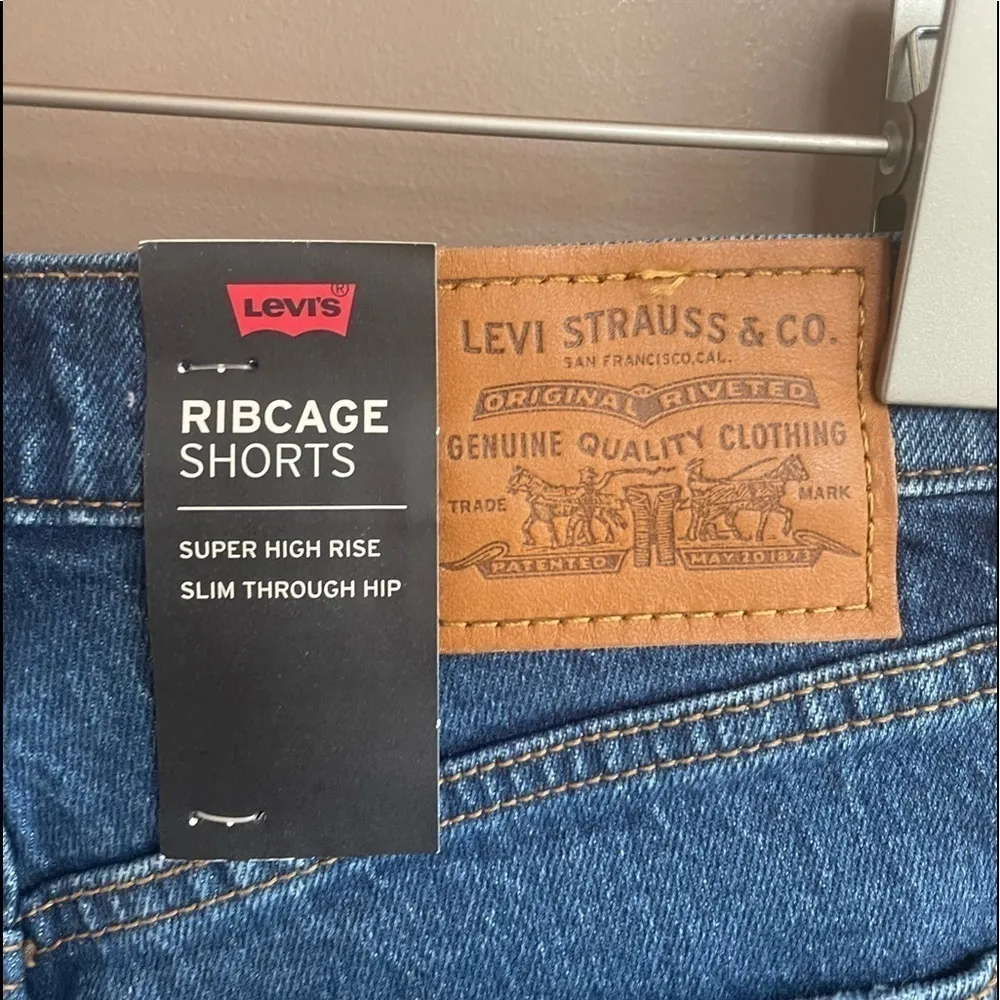 Levi's®
RIBCAGE
SHORTS
SUPER HIGH RISE
SLIM THROUGH HIP
LEVI STRAUSS & CO.
SAN FRANCISCO, CAL.
ORIGINAL RIVETED
GENUINE QUALITY CLOTHING
TRADE MARK
PATENTED MAY 20 1873